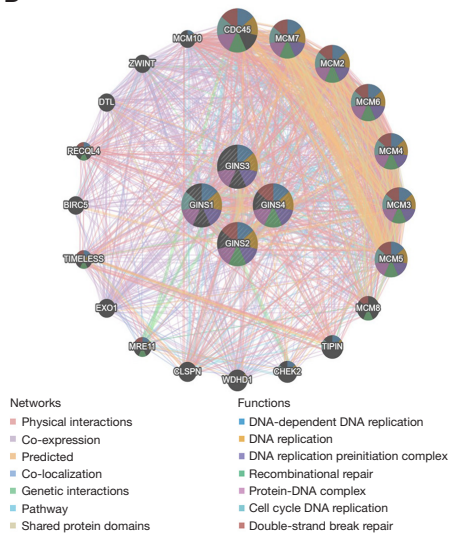 CDC45
MCM10
MCM7
ZWINT
MCM2
DTL
MCM6
RECQL4
MCM4
GINS3
BIRC5
GINS1
GINS4
MCM3
GINS2
TIMELESS
MCM5
EXO1
MCM8
MRE11
TIPIN
CLSPN
WDHD1
CHEK2
Networks
Physical interactions
Co-expression
Predicted
Co-localization
Genetic interactions
Pathway
Shared protein domains
Functions
DNA-dependent DNA replication
DNA replication
DNA replication preinitiation complex
Recombinational repair
Protein-DNA complex
Cell cycle DNA replication
Double-strand break repair